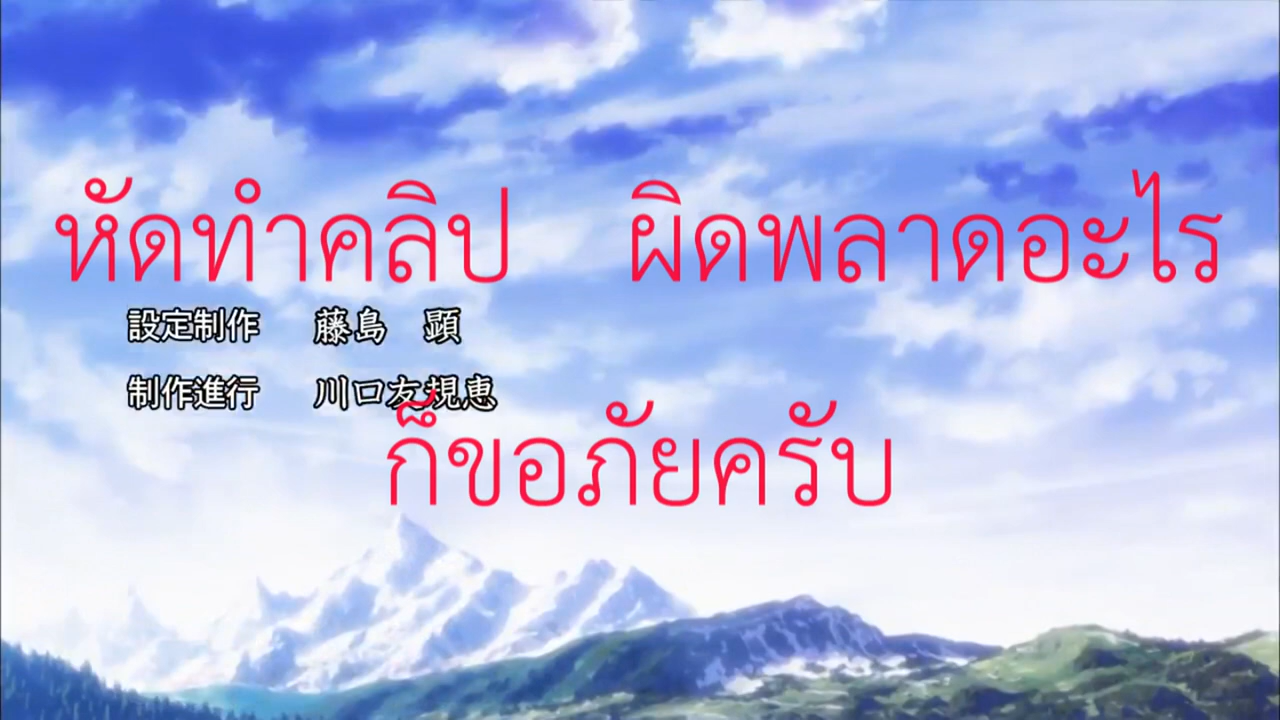 หัดทำคลิป ผิดพลาดอะไร
設定制作 藤島 顕
制作進行 川口友規恵
ก็ขอภัยครับ